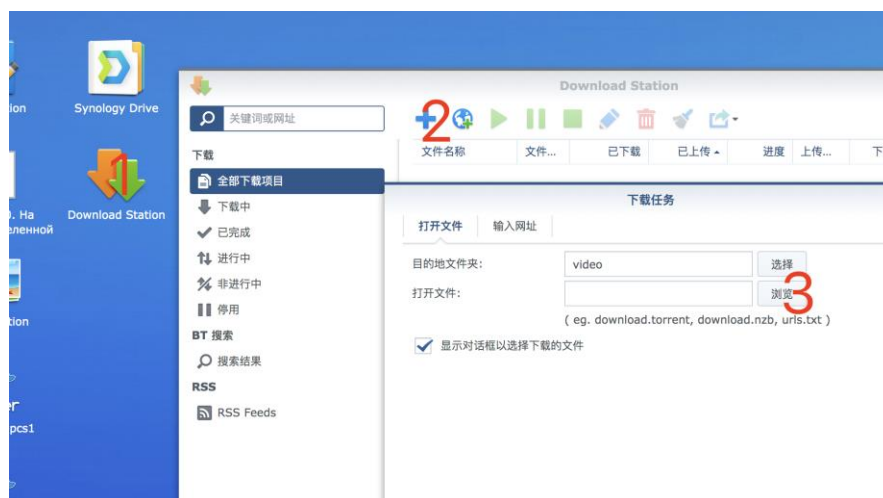 Synology Drive
Download Station
. На
еленной
pcs1
1
Download Station
关键词或网址
2
下载
全部下载项目
下载中
已完成
进行中
非进行中
停用
BT 搜索
搜索结果
RSS
RSS Feeds
文件名称 文件... 已下载 已上传 进度 上传... 下
下载任务
打开文件 输入网址
目的地文件夹: video 选择
打开文件: 浏览
3
( eg. download.torrent, download.nzb, urls.txt )
显示对话框以选择下载的文件